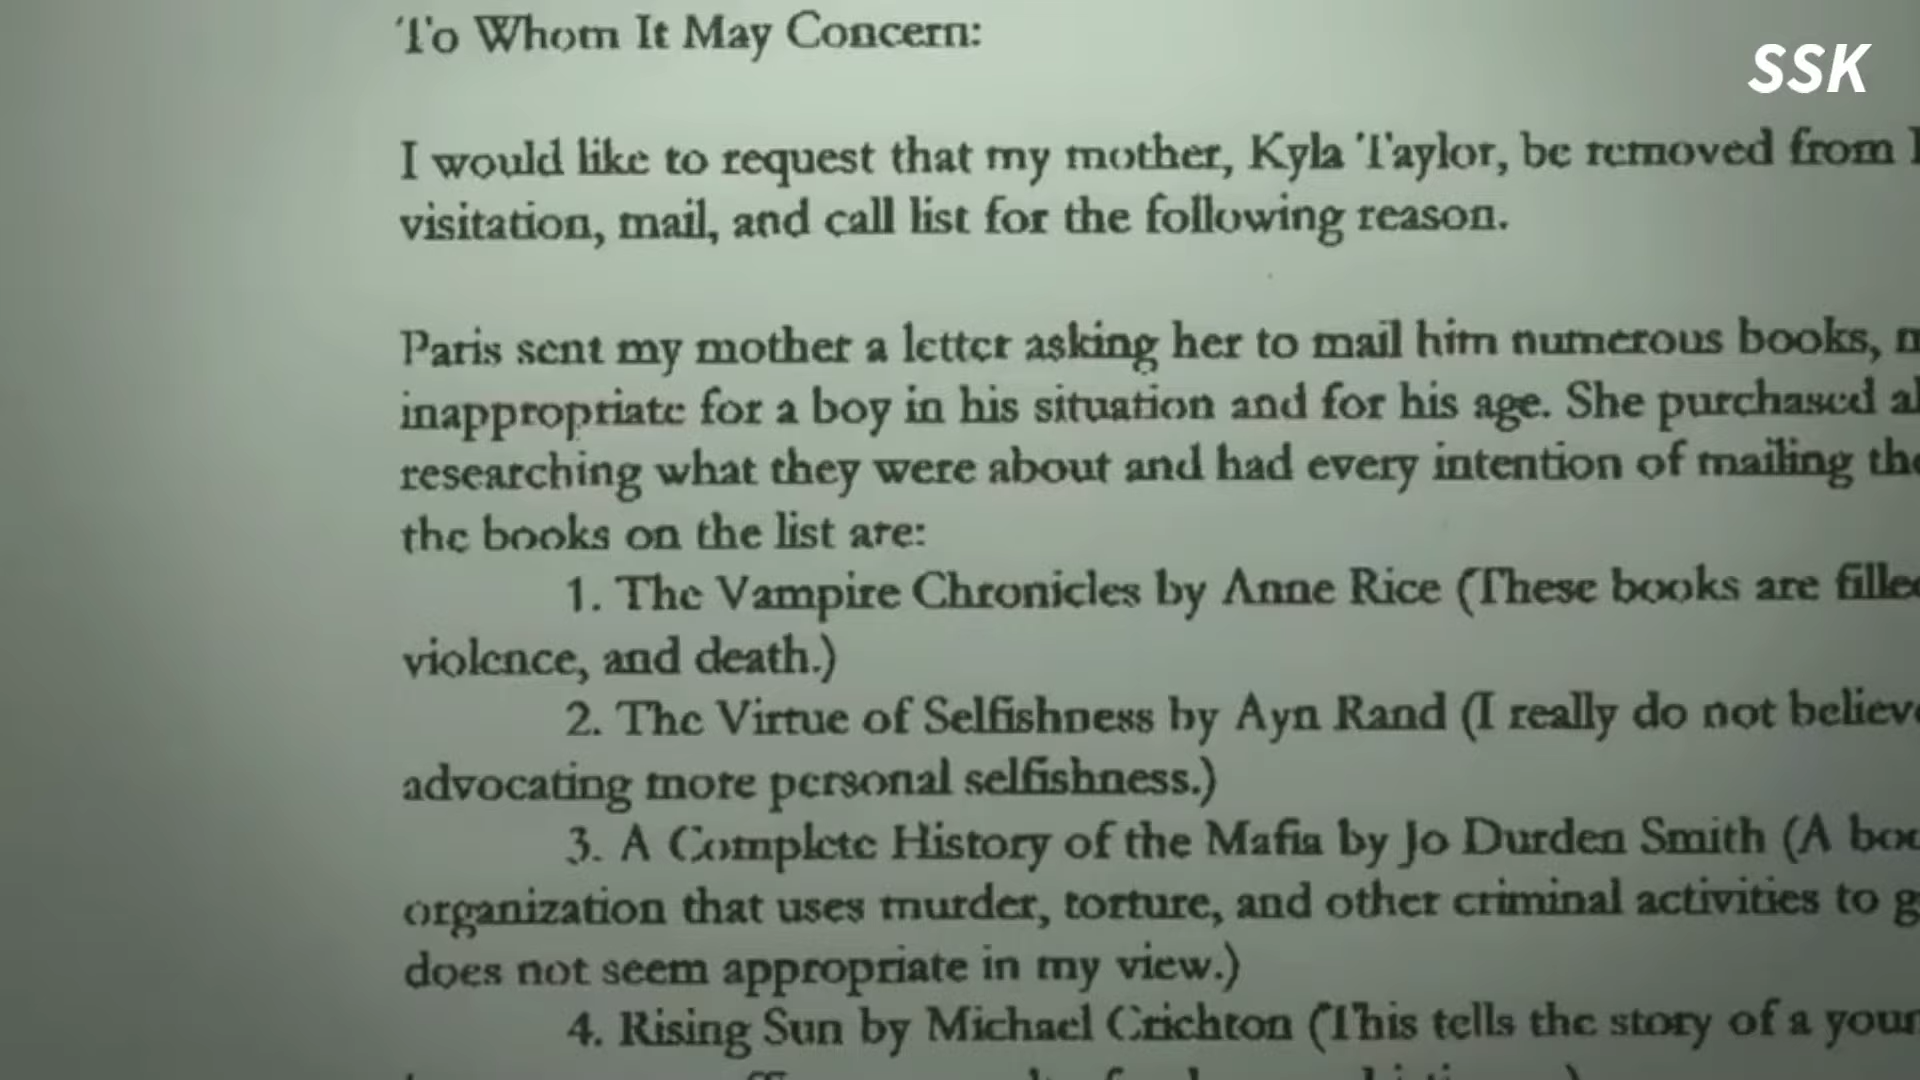 To Whom It May Concern:
SSK
I would like to request that my mother, Kyla Taylor, be removed from
visitation, mail, and call list for the following reason.
Paris sent my mother a letter asking her to mail him numerous books,
inappropriate for a boy in his situation and for his age. She purchased
researching what they were about and had every intention of mailing
the books on the list are:
1. The Vampire Chronicles by Anne Rice (These books are
violence, and death.)
2. The Virtue of Selfishness by Ayn Rand (I really do not
advocating more personal selfishness.)
3. A Complete History of the Mafia by Jo Durden Smith (A
organization that uses murder, torture, and other criminal activities to
does not seem appropriate in my view.)
4. Rising Sun by Michael Crichton (This tells the story of a